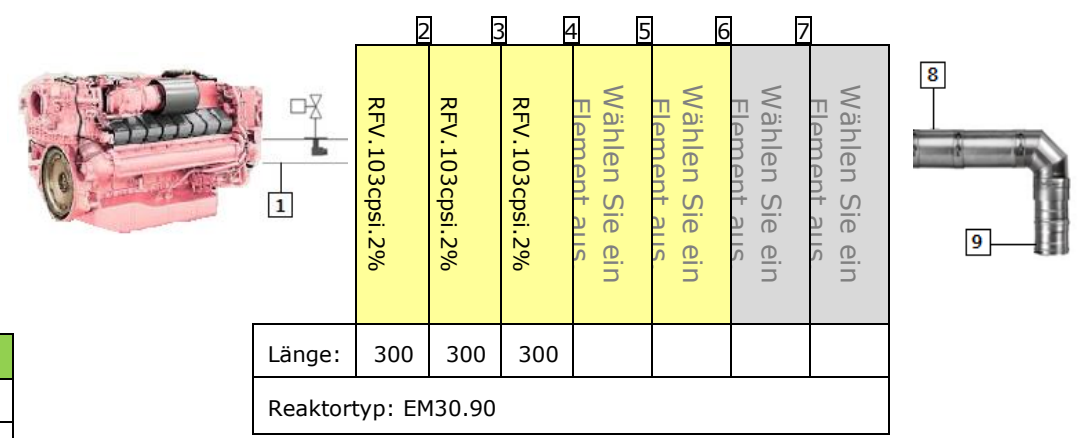 2 3 4 5 6 7
8
1
9
RFV.103cpsi.2%
RFV.103cpsi.2%
RFV.103cpsi.2%
Wählen Sie ein
Element aus.
Wählen Sie ein
Element aus.
Wählen Sie ein
Element aus.
Wählen Sie ein
Element aus.
Länge: 300 300 300
Reaktortyp: EM30.90